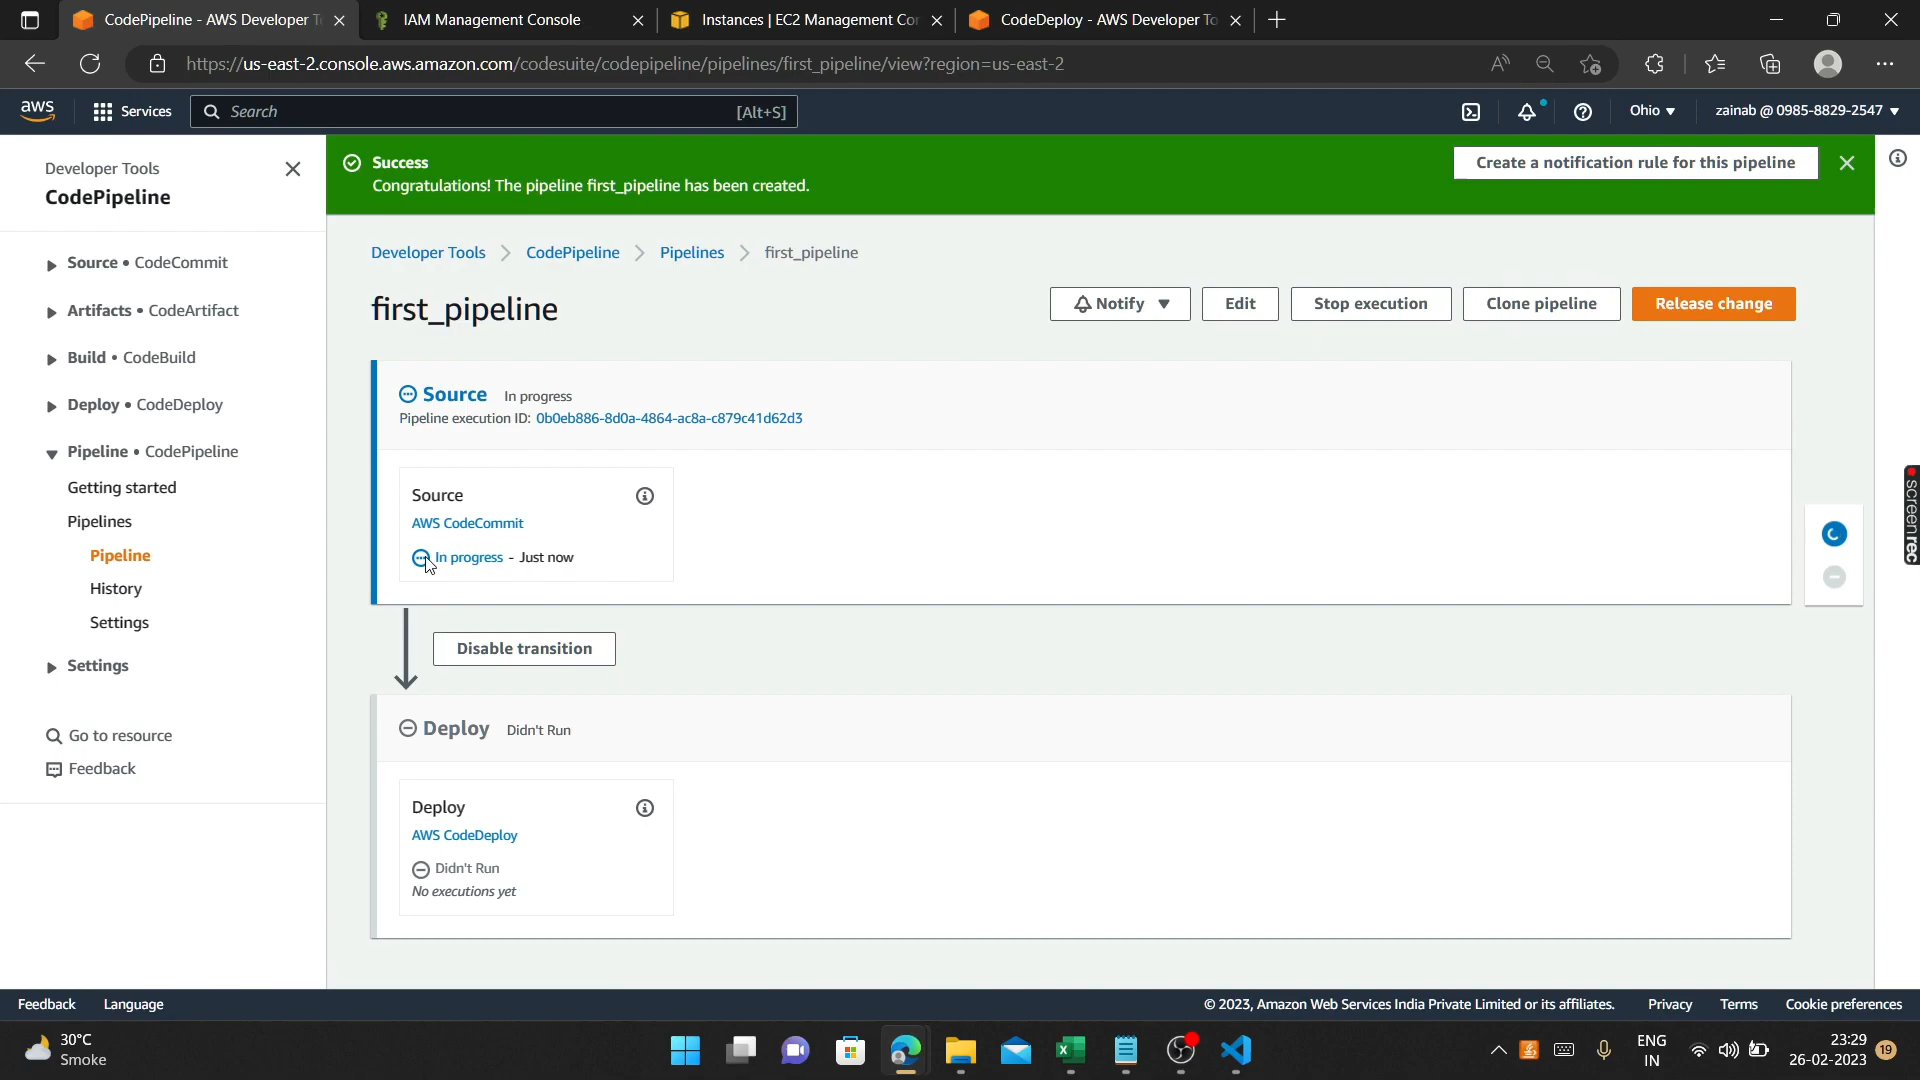 CodePipeline - AWS Developer T
IAM Management Console
Instances | EC2 Management Cor
CodeDeploy - AWS Developer To
https://us-east-2.console.aws.amazon.com/codesuite/codepipeline/pipelines/first_pipeline/view?region=us-east-2
aws
Services
Search
[Alt+S]
Ohio
zainab @ 0985-8829-2547
Developer Tools
CodePipeline
Source • CodeCommit
Artifacts • CodeArtifact
Build • CodeBuild
Deploy • CodeDeploy
Pipeline • CodePipeline
Getting started
Pipelines
Pipeline
History
Settings
Settings
Go to resource
Feedback
Success
Congratulations! The pipeline first_pipeline has been created.
Create a notification rule for this pipeline
Developer Tools
CodePipeline
Pipelines
first_pipeline
first_pipeline
Notify
Edit
Stop execution
Clone pipeline
Release change
Source In progress
Pipeline execution ID: 0b0eb886-8d0a-4864-ac8a-c879c41d62d3
Source
AWS CodeCommit
In progress - Just now
Disable transition
Deploy Didn't Run
Deploy
AWS CodeDeploy
Didn't Run
No executions yet
screenrec
Feedback
Language
© 2023, Amazon Web Services India Private Limited or its affiliates.
Privacy
Terms
Cookie preferences
30°C
Smoke
ENG
IN
23:29
26-02-2023
19